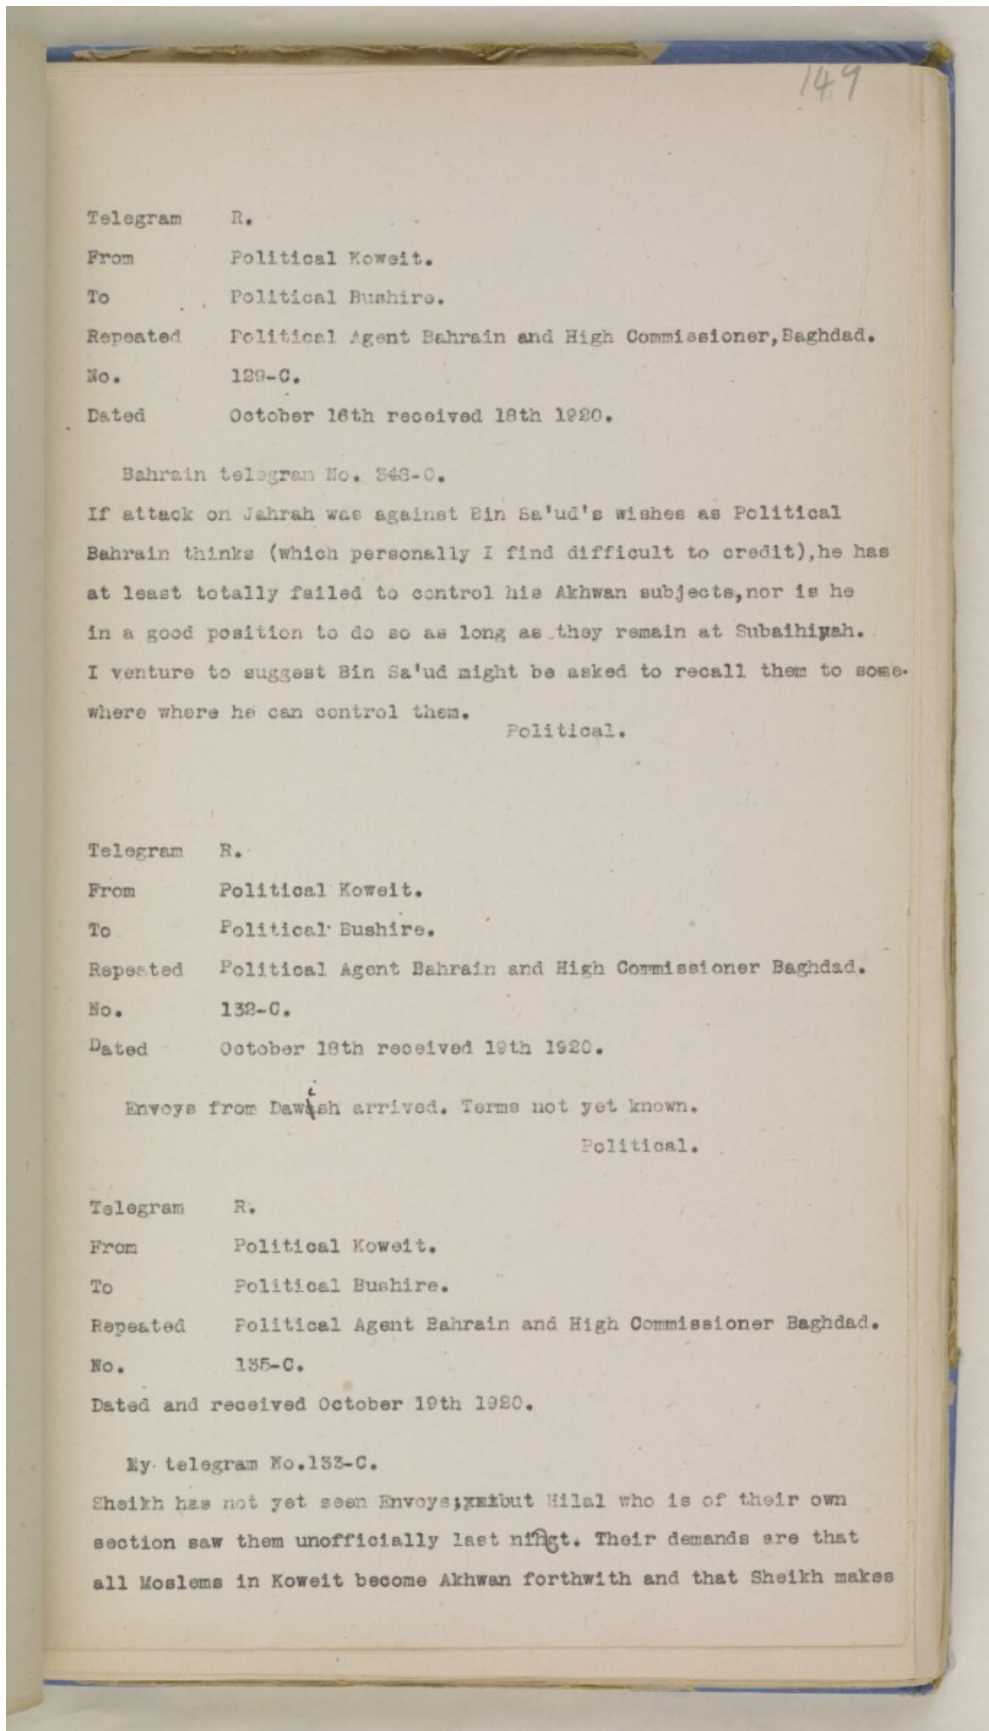 149
Telegram R.
From Political Koweit.
To Political Bushire.
Repeated Political Agent Bahrain and High Commissioner, Baghdad.
No. 129-C.
Dated October 16th received 18th 1920.
Bahrain telegram No. 348-C.
If attack on Jahrah was against Bin Sa'ud's wishes as Political
Bahrain thinks (which personally I find difficult to credit), he has
at least totally failed to control his Akhwan subjects, nor is he
in a good position to do so as long as they remain at Subaihiyah.
I venture to suggest Bin Sa'ud might be asked to recall them to some-
where where he can control them.
Political.
Telegram R.
From Political Koweit.
To Political Bushire.
Repeated Political Agent Bahrain and High Commissioner Baghdad.
No. 132-C.
Dated October 18th received 19th 1920.
Envoys from Dawish arrived. Terms not yet known.
Political.
Telegram R.
From Political Koweit.
To Political Bushire.
Repeated Political Agent Bahrain and High Commissioner Baghdad.
No. 135-C.
Dated and received October 19th 1920.
My telegram No.133-C.
Sheikh has not yet seen Envoys; but Hilal who is of their own
section saw them unofficially last nihgt. Their demands are that
all Moslems in Koweit become Akhwan forthwith and that Sheikh makes